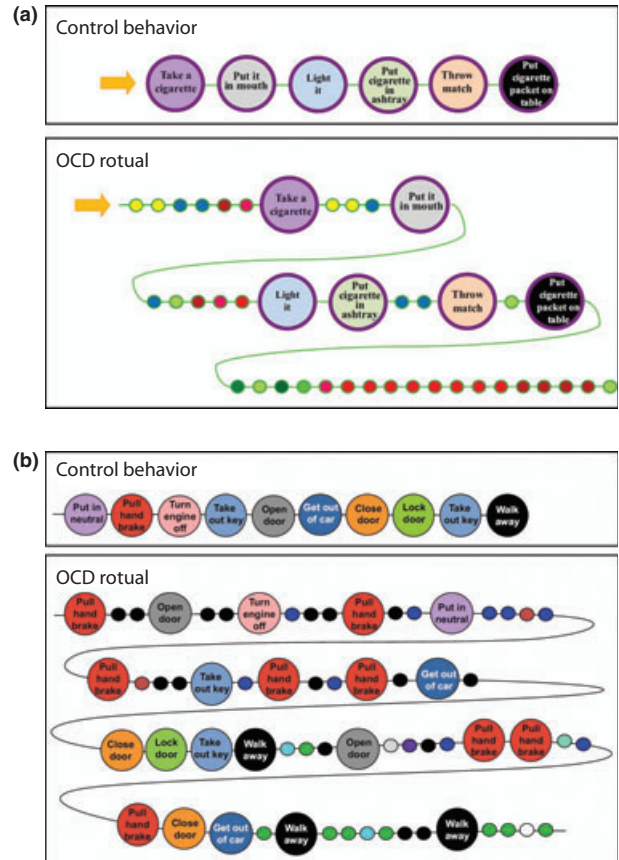 (a)
Control behavior
Take a
cigarette
Put it
in mouth
Light
it
Put
cigarette
in
ashtray
Throw
match
Put
cigarette
packet on
table
OCD rotual
Take a
cigarette
Put it
in mouth
Light
it
Put
cigarette
in
ashtray
Throw
match
Put
cigarette
packet on
table
(b)
Control behavior
Put in
neutral
Pull
hand
brake
Turn
engine
off
Take
out key
Open
door
Get out
of car
Close
door
Lock
door
Take
out key
Walk
away
OCD rotual
Pull
hand
brake
Open
door
Turn
engine
off
Pull
hand
brake
Put in
neutral
Pull
hand
brake
Take
out key
Pull
hand
brake
Pull
hand
brake
Get out
of car
Close
door
Lock
door
Take
out key
Walk
away
Open
door
Pull
hand
brake
Pull
hand
brake
Pull
hand
brake
Close
door
Get out
of car
Walk
away
Walk
away